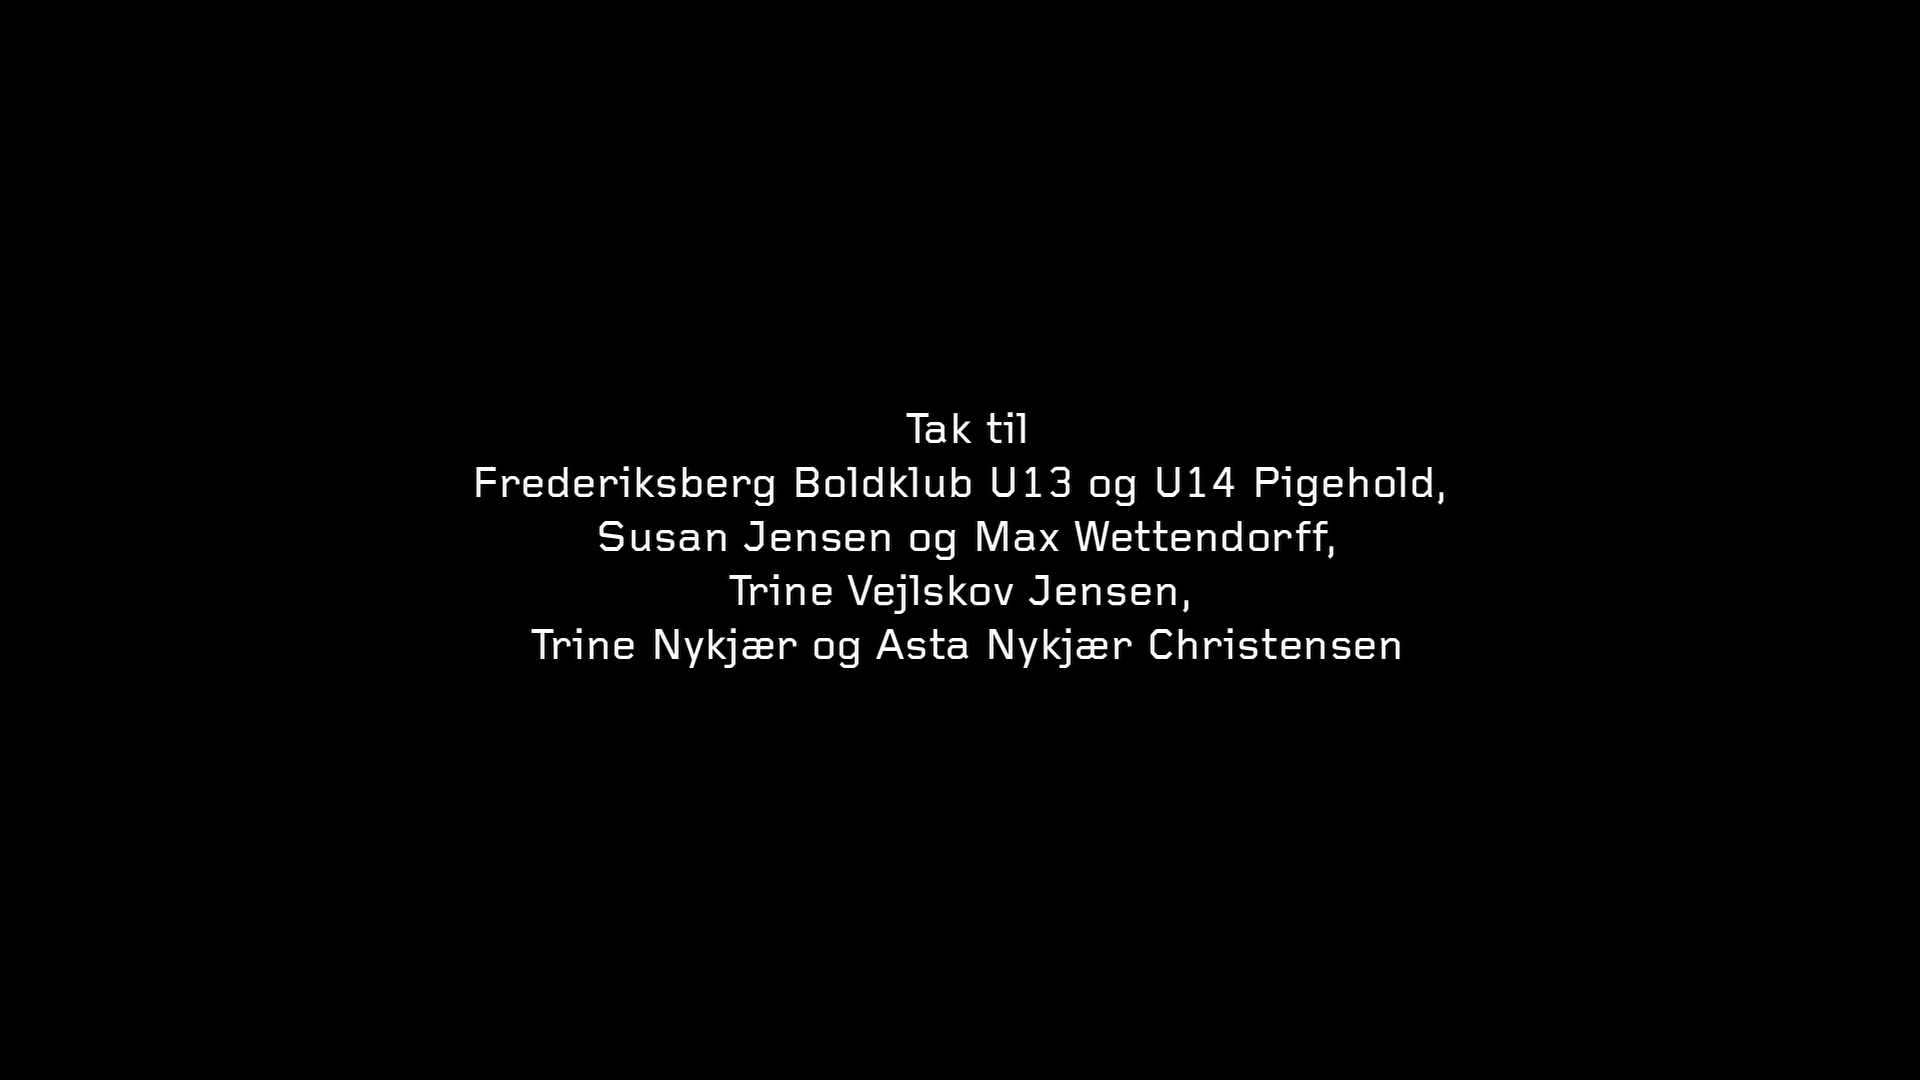 Tak til
Frederiksberg Boldklub U13 og U14 Pigehold,
Susan Jensen og Max Wettendorff,
Trine Vejlskov Jensen,
Trine Nykjær og Asta Nykjær Christensen